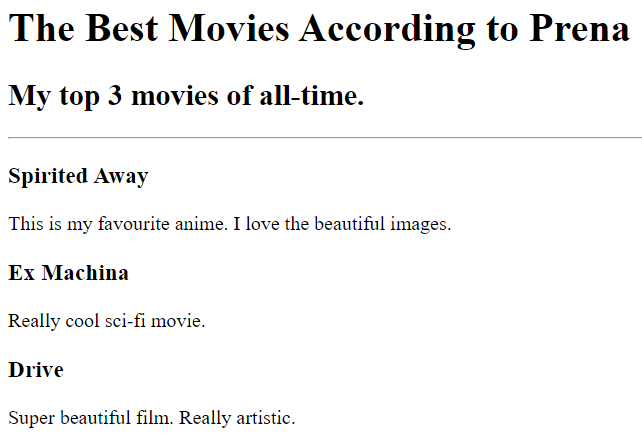 The Best Movies According to Prena
My top 3 movies of all-time.
Spirited Away
This is my favourite anime. I love the beautiful images.
Ex Machina
Really cool sci-fi movie.
Drive
Super beautiful film. Really artistic.